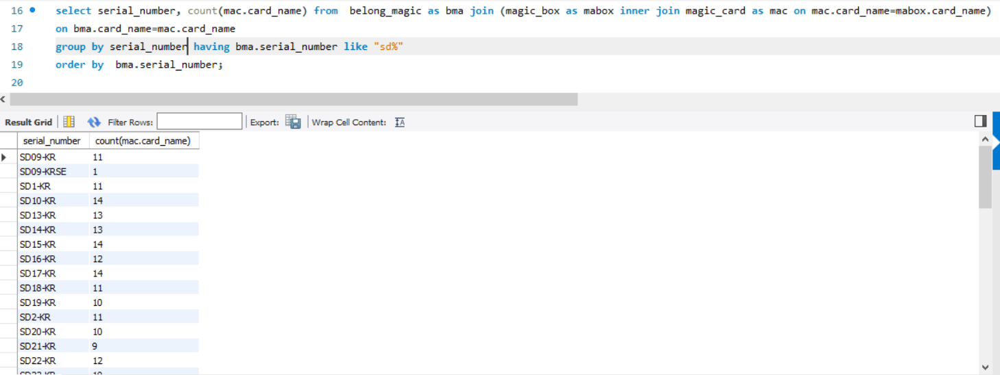 16 select serial_number, count(mac.card_name) from  belong_magic as bma join (magic_box as mabox inner join magic_card as mac on mac.card_name=mabox.card_name)
17 on bma.card_name=mac.card_name
18 group by serial_number having bma.serial_number like "sd%"
19 order by  bma.serial_number;
20
Result Grid Filter Rows: Export: Wrap Cell Content: IA
serial_number count(mac.card_name)
SD09-KR 11
SD09-KRSE 1
SD1-KR 11
SD10-KR 14
SD13-KR 13
SD14-KR 13
SD15-KR 14
SD16-KR 12
SD17-KR 14
SD18-KR 11
SD19-KR 10
SD2-KR 11
SD20-KR 10
SD21-KR 9
SD22-KR 12